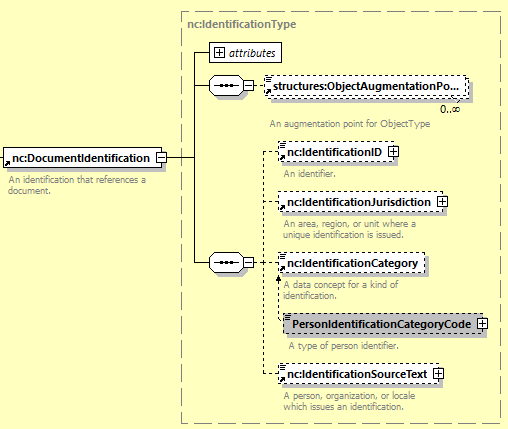 nc:IdentificationType
attributes
structures:ObjectAugmentationPo...
0..∞
An augmentation point for ObjectType
nc:DocumentIdentification
An identification that references a
document.
nc:IdentificationID
An identifier.
nc:IdentificationJurisdiction
An area, region, or unit where a
unique identification is issued.
nc:IdentificationCategory
A data concept for a kind of
identification.
PersonIdentificationCategoryCode
A type of person identifier.
nc:IdentificationSourceText
A person, organization, or locale
which issues an identification.